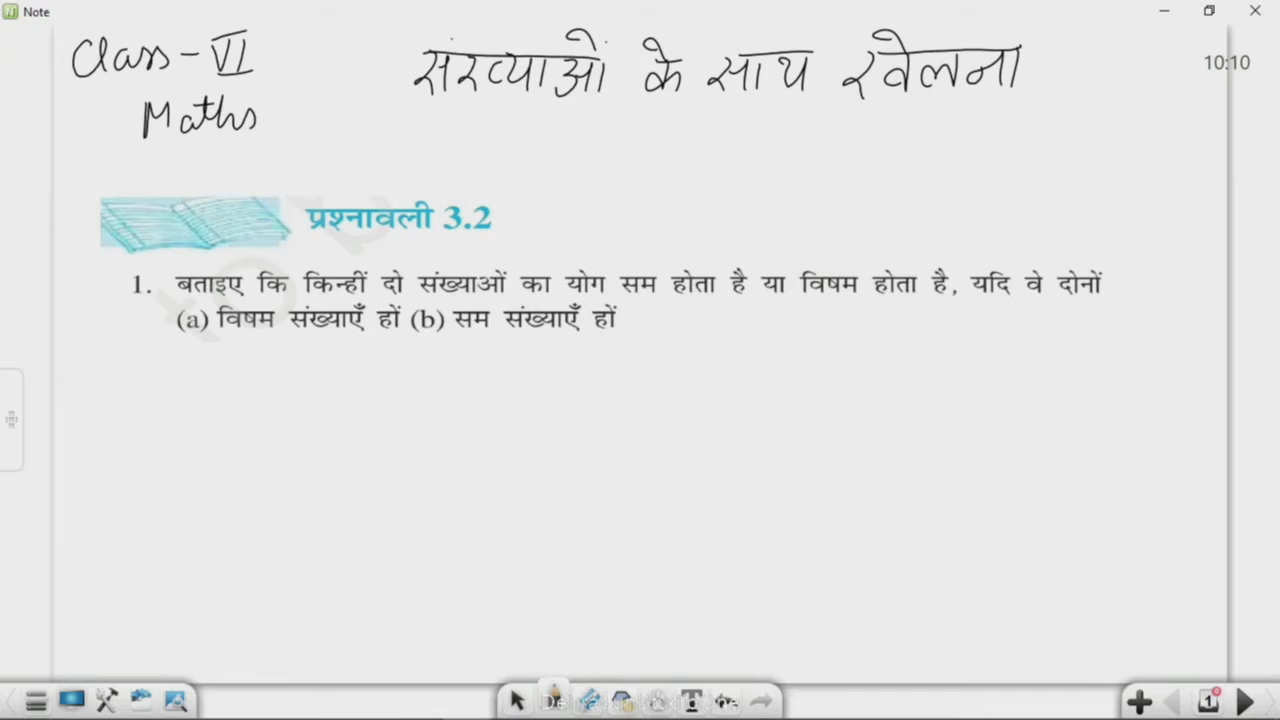 Note
Class - VI
Maths
संख्याओं के साथ खेलना
10:10
प्रश्नावली 3.2
1. बताइए कि किन्हीं दो संख्याओं का योग सम होता है या विषम होता है, यदि वे दोनों
(a) विषम संख्याएँ हों (b) सम संख्याएँ हों
1